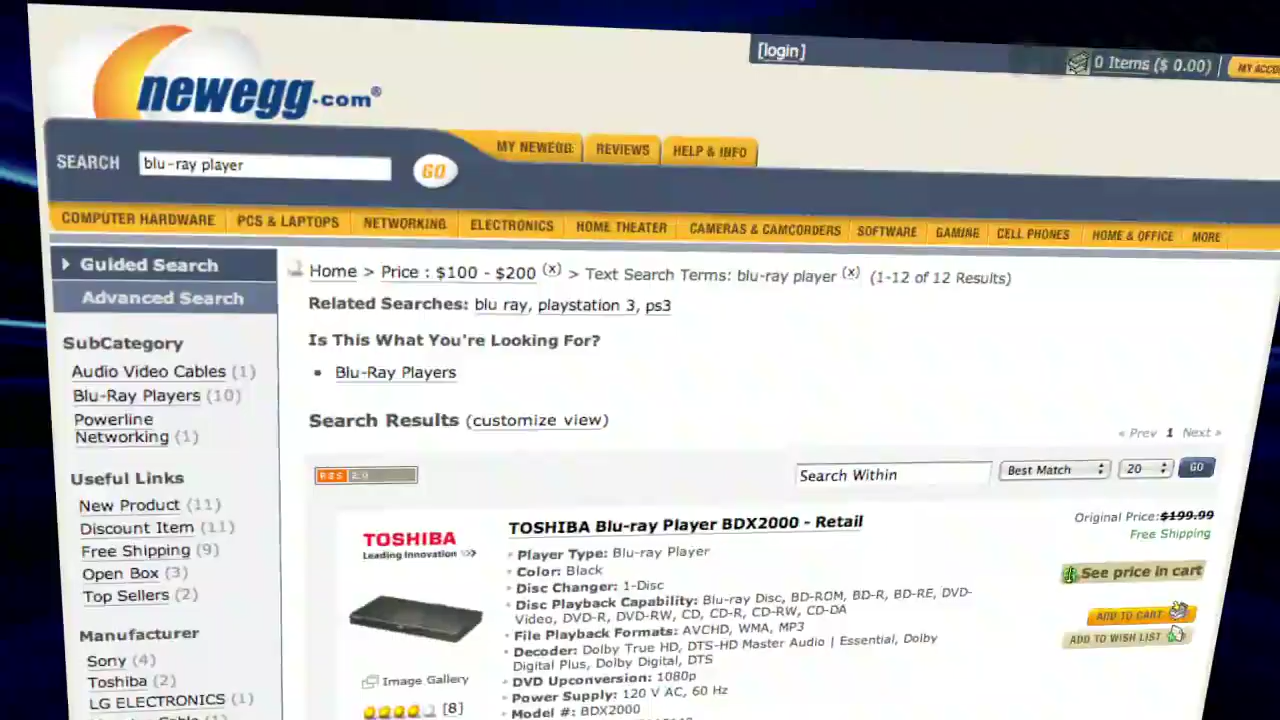 [login]
0 Items ($ 0.00)
newegg.com®
SEARCH
blu-ray player
GO
MY NEWEGG
REVIEWS
HELP & INFO
COMPUTER HARDWARE
PCS & LAPTOPS
NETWORKING
ELECTRONICS
HOME THEATER
CAMERAS & CAMCORDERS
SOFTWARE
GAMING
CELL PHONES
HOME & OFFICE
MORE
Guided Search
Advanced Search
SubCategory
Audio Video Cables (1)
Blu-Ray Players (10)
Powerline
Networking (1)
Useful Links
New Product (11)
Discount Item (11)
Free Shipping (9)
Open Box (3)
Top Sellers (2)
Manufacturer
Sony (4)
Toshiba (2)
LG ELECTRONICS (1)
Home > Price : $100 - $200 (x) > Text Search Terms: blu-ray player (x) (1-12 of 12 Results)
Related Searches: blu ray, playstation 3, ps3
Is This What You're Looking For?
• Blu-Ray Players
Search Results (customize view)
« Prev 1 Next »
RSS 2.0
Search Within
Best Match
20
GO
TOSHIBA
Leading Innovation >>>
Image Gallery
[8]
TOSHIBA Blu-ray Player BDX2000 - Retail
• Player Type: Blu-ray Player
• Color: Black
• Disc Changer: 1-Disc
• Disc Playback Capability: Blu-ray Disc, BD-ROM, BD-R, BD-RE, DVD-
Video, DVD-R, DVD-RW, CD, CD-R, CD-RW, CD-DA
• File Playback Formats: AVCHD, WMA, MP3
• Decoder: Dolby True HD, DTS-HD Master Audio | Essential, Dolby
Digital Plus, Dolby Digital, DTS
• DVD Upconversion: 1080p
• Power Supply: 120 V AC, 60 Hz
• Model #: BDX2000
Original Price: $199.99
Free Shipping
See price in cart
ADD TO CART
ADD TO WISH LIST